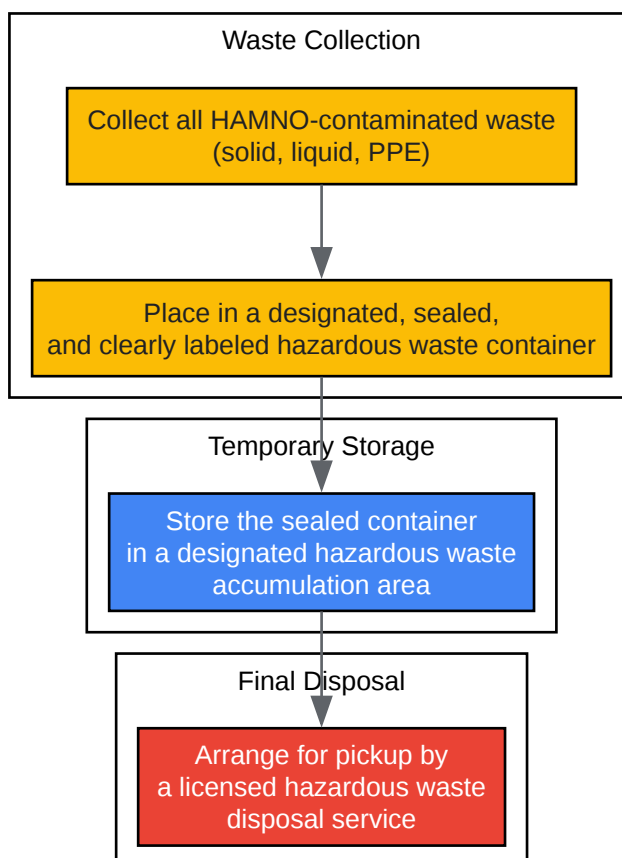 Waste Collection
Collect all HAMNO-contaminated waste
(solid, liquid, PPE)
Place in a designated, sealed,
and clearly labeled hazardous waste container
Temporary Storage
Store the sealed container
in a designated hazardous waste
accumulation area
Final Disposal
Arrange for pickup by
a licensed hazardous waste
disposal service